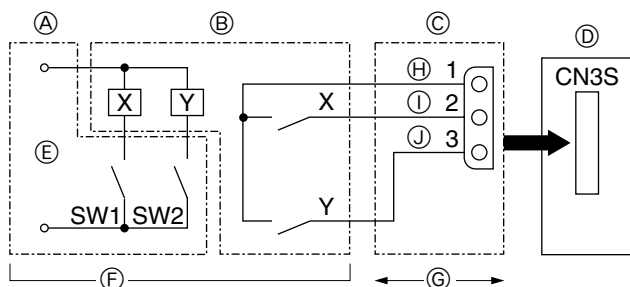 Ⓐ Ⓑ Ⓒ Ⓓ
CN3S
Ⓗ 1
X Y X Ⓘ 2
Ⓙ 3
Ⓔ
Y
SW1 SW2
Ⓕ Ⓖ